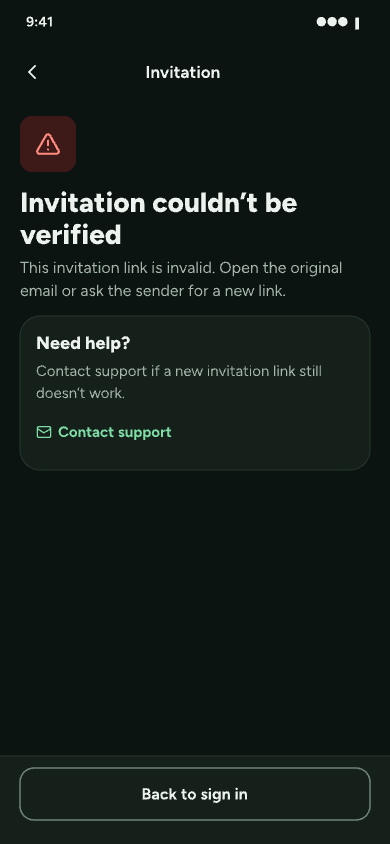 9:41
Invitation
Invitation couldn’t be
verified
This invitation link is invalid. Open the original
email or ask the sender for a new link.
Need help?
Contact support if a new invitation link still
doesn’t work.
Contact support
Back to sign in